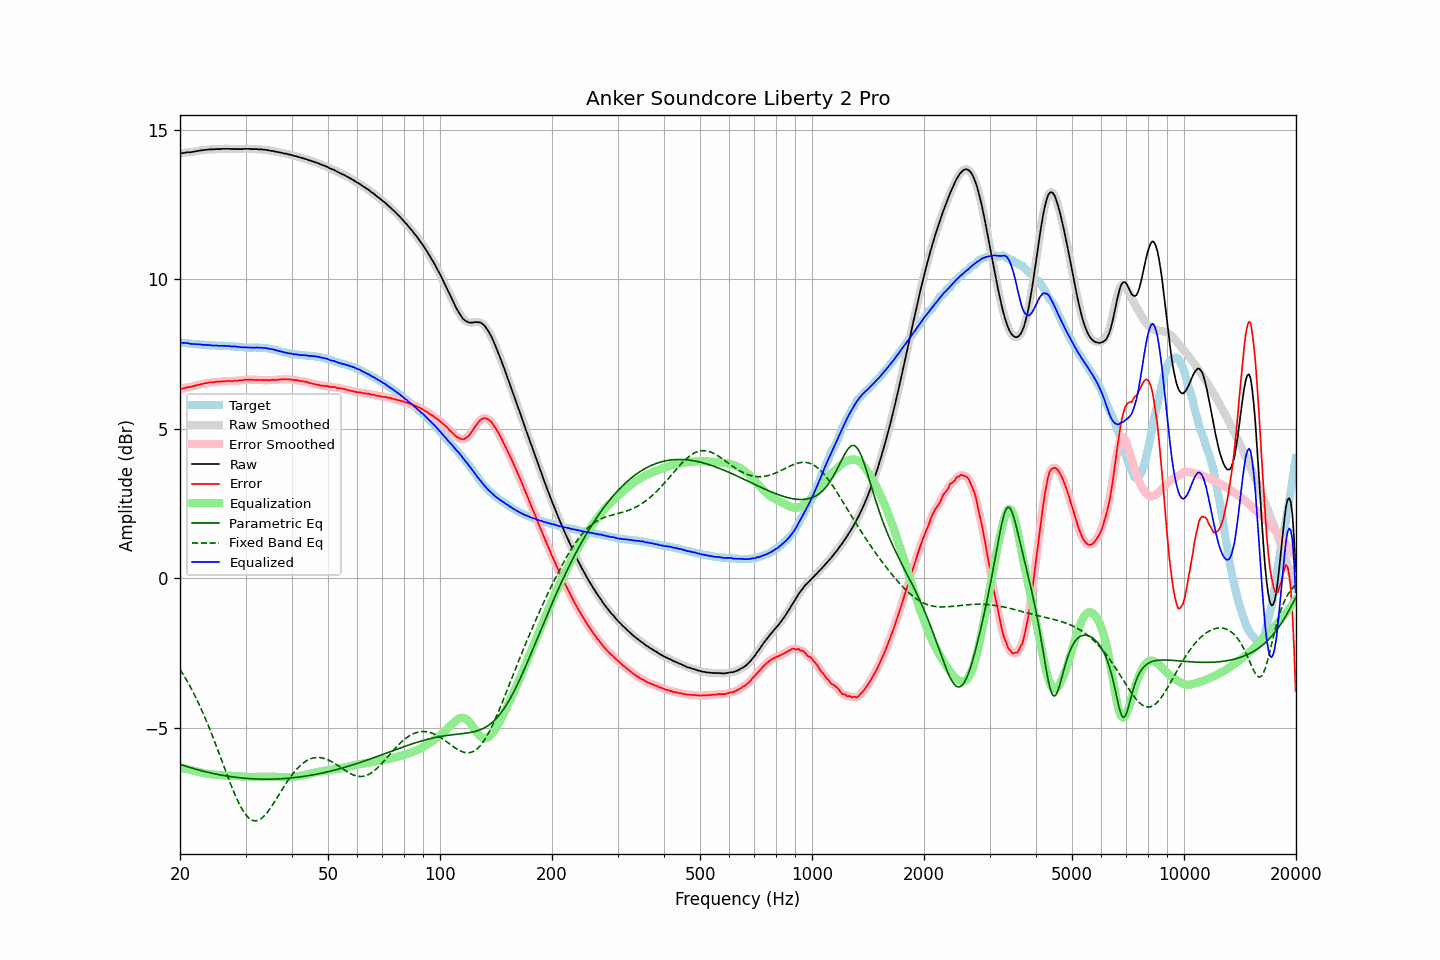 Anker Soundcore Liberty 2 Pro
15
10
5
0
−5
Amplitude (dBr)
Target
Raw Smoothed
Error Smoothed
Raw
Error
Equalization
Parametric Eq
Fixed Band Eq
Equalized
20 50 100 200 500 1000 2000 5000 10000 20000
Frequency (Hz)